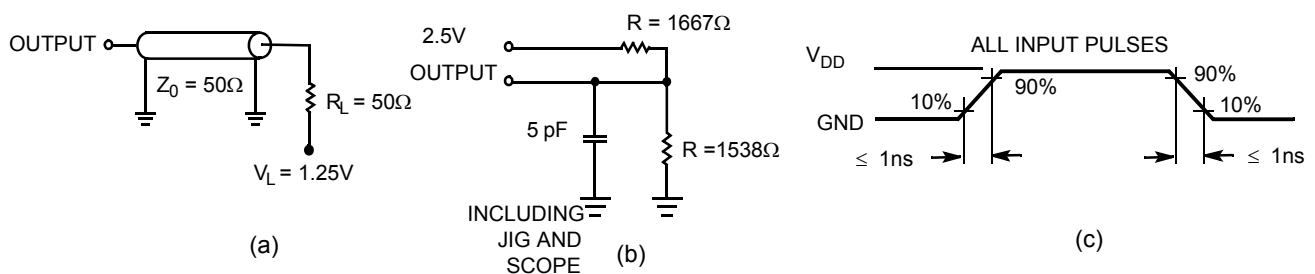 OUTPUT
Z0 = 50Ω
RL = 50Ω
VL = 1.25V
(a)
R = 1667Ω
2.5V
OUTPUT
5 pF
R =1538Ω
INCLUDING
JIG AND
SCOPE
(b)
ALL INPUT PULSES
VDD
90%
90%
10%
10%
GND
≤ 1ns
≤ 1ns
(c)